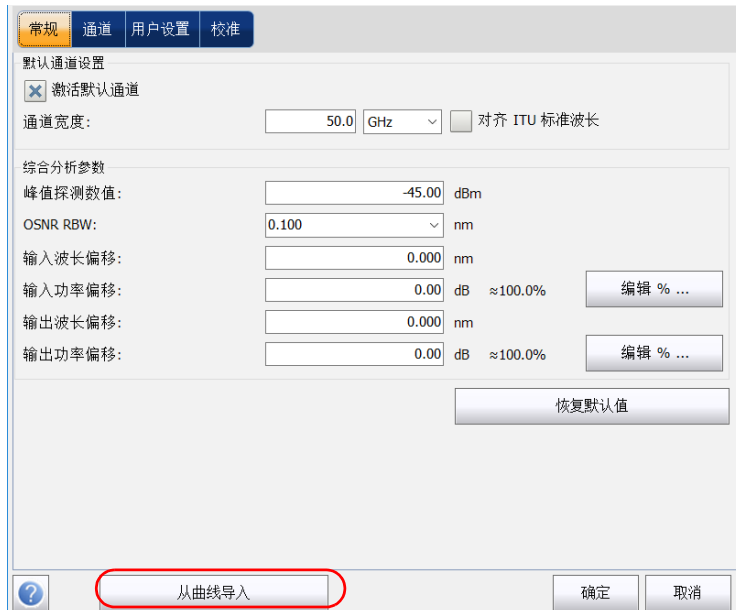 常规 通道 用户设置 校准
默认通道设置
激活默认通道
通道宽度: 50.0 GHz 对齐 ITU 标准波长
综合分析参数
峰值探测数值: -45.00 dBm
OSNR RBW: 0.100 nm
输入波长偏移: 0.000 nm
输入功率偏移: 0.00 dB ≈100.0% 编辑 % ...
输出波长偏移: 0.000 nm
输出功率偏移: 0.00 dB ≈100.0% 编辑 % ...
恢复默认值
? 从曲线导入 确定 取消